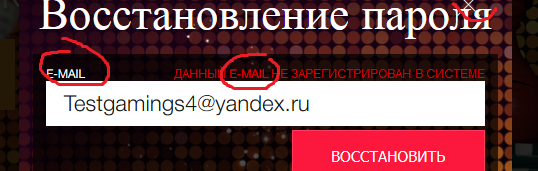 Восстановление пароля
E-MAIL ДАННЫЙ E-MAIL НЕ ЗАРЕГИСТРИРОВАН В СИСТЕМЕ
Testgamings4@yandex.ru
ВОССТАНОВИТЬ